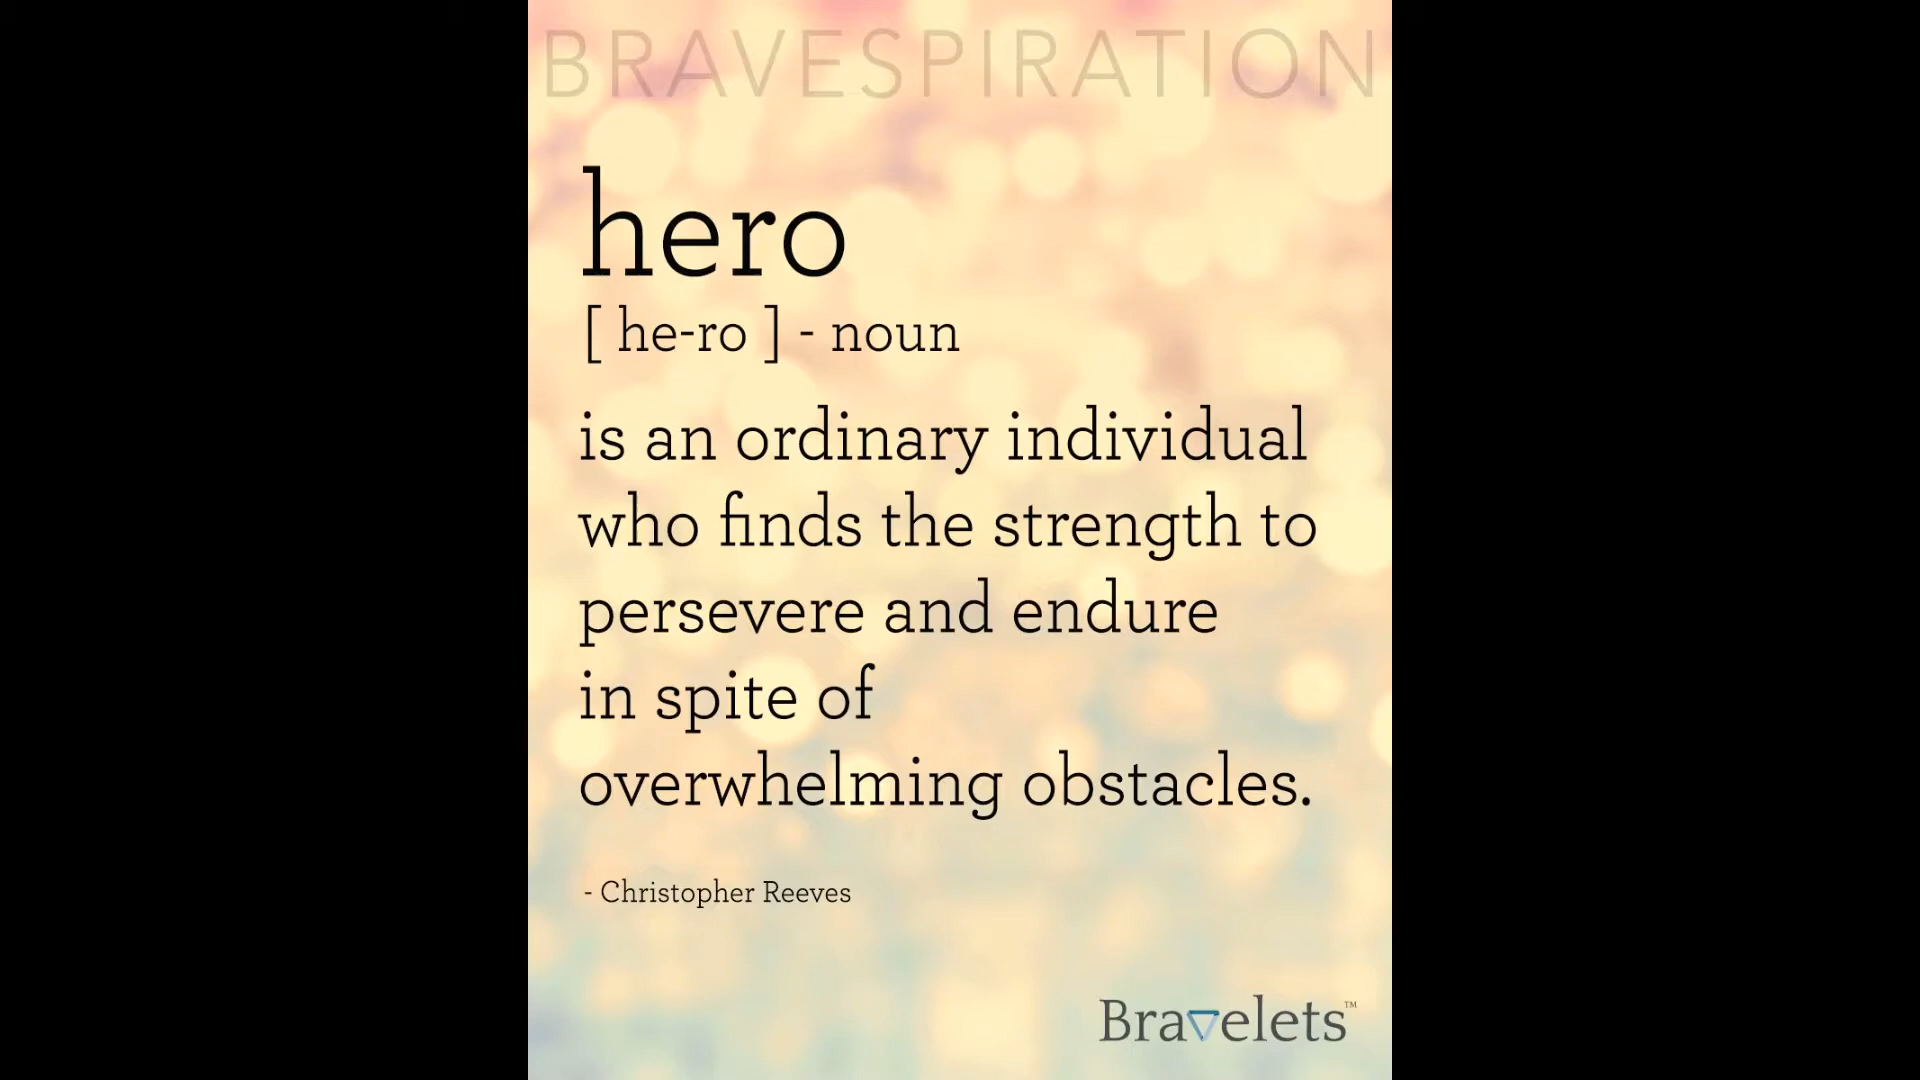 BRAVESPIRATION
hero
[ he-ro ] - noun
is an ordinary individual
who finds the strength to
persevere and endure
in spite of
overwhelming obstacles.
- Christopher Reeves
Bravelets™